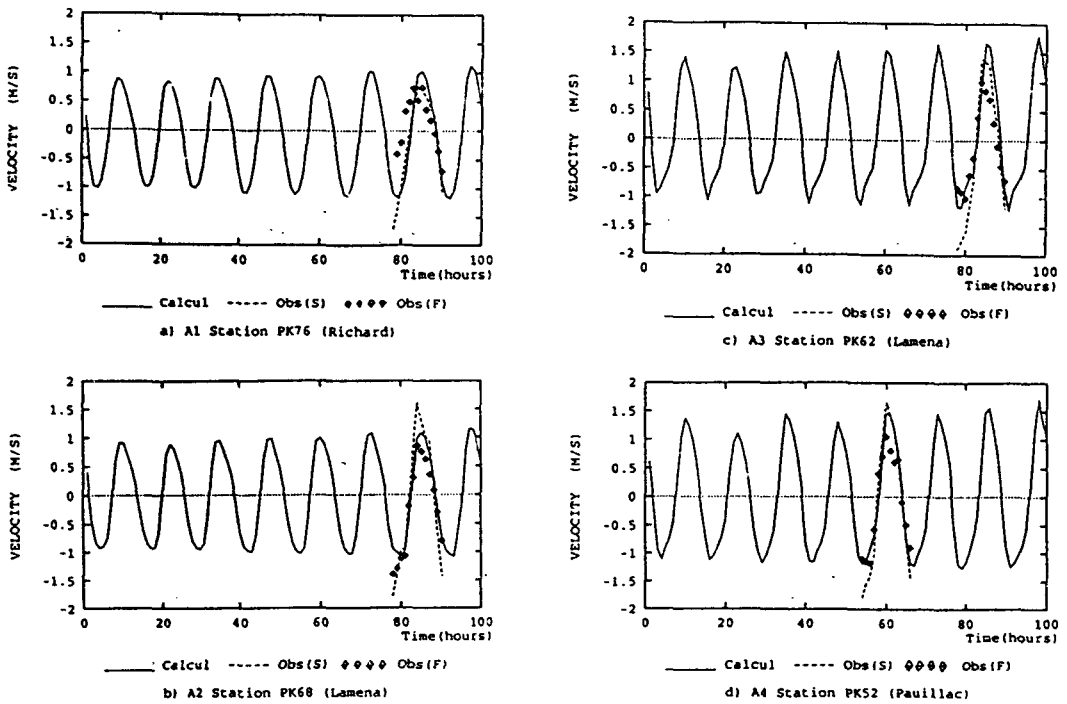 2
1.5
1
0.5
0
-0.5
-1
-1.5
-2
VELOCITY (M/S)
0 20 40 60 80 100
Time(hours)
Calcul Obs(S) Obs(F)
a) A1 Station PK76 (Richard)
2
1.5
1
0.5
0
-0.5
-1
-1.5
-2
VELOCITY (M/S)
0 20 40 60 80 100
Time(hours)
Calcul Obs(S) Obs(F)
b) A2 Station PK68 (Lamena)
2
1.5
1
0.5
0
-0.5
-1
-1.5
-2
VELOCITY (M/S)
0 20 40 60 80 100
Time(hours)
Calcul Obs(S) Obs(F)
c) A3 Station PK62 (Lamena)
2
1.5
1
0.5
0
-0.5
-1
-1.5
-2
VELOCITY (M/S)
0 20 40 60 80 100
Time(hours)
Calcul Obs(S) Obs(F)
d) A4 Station PK52 (Pauillac)